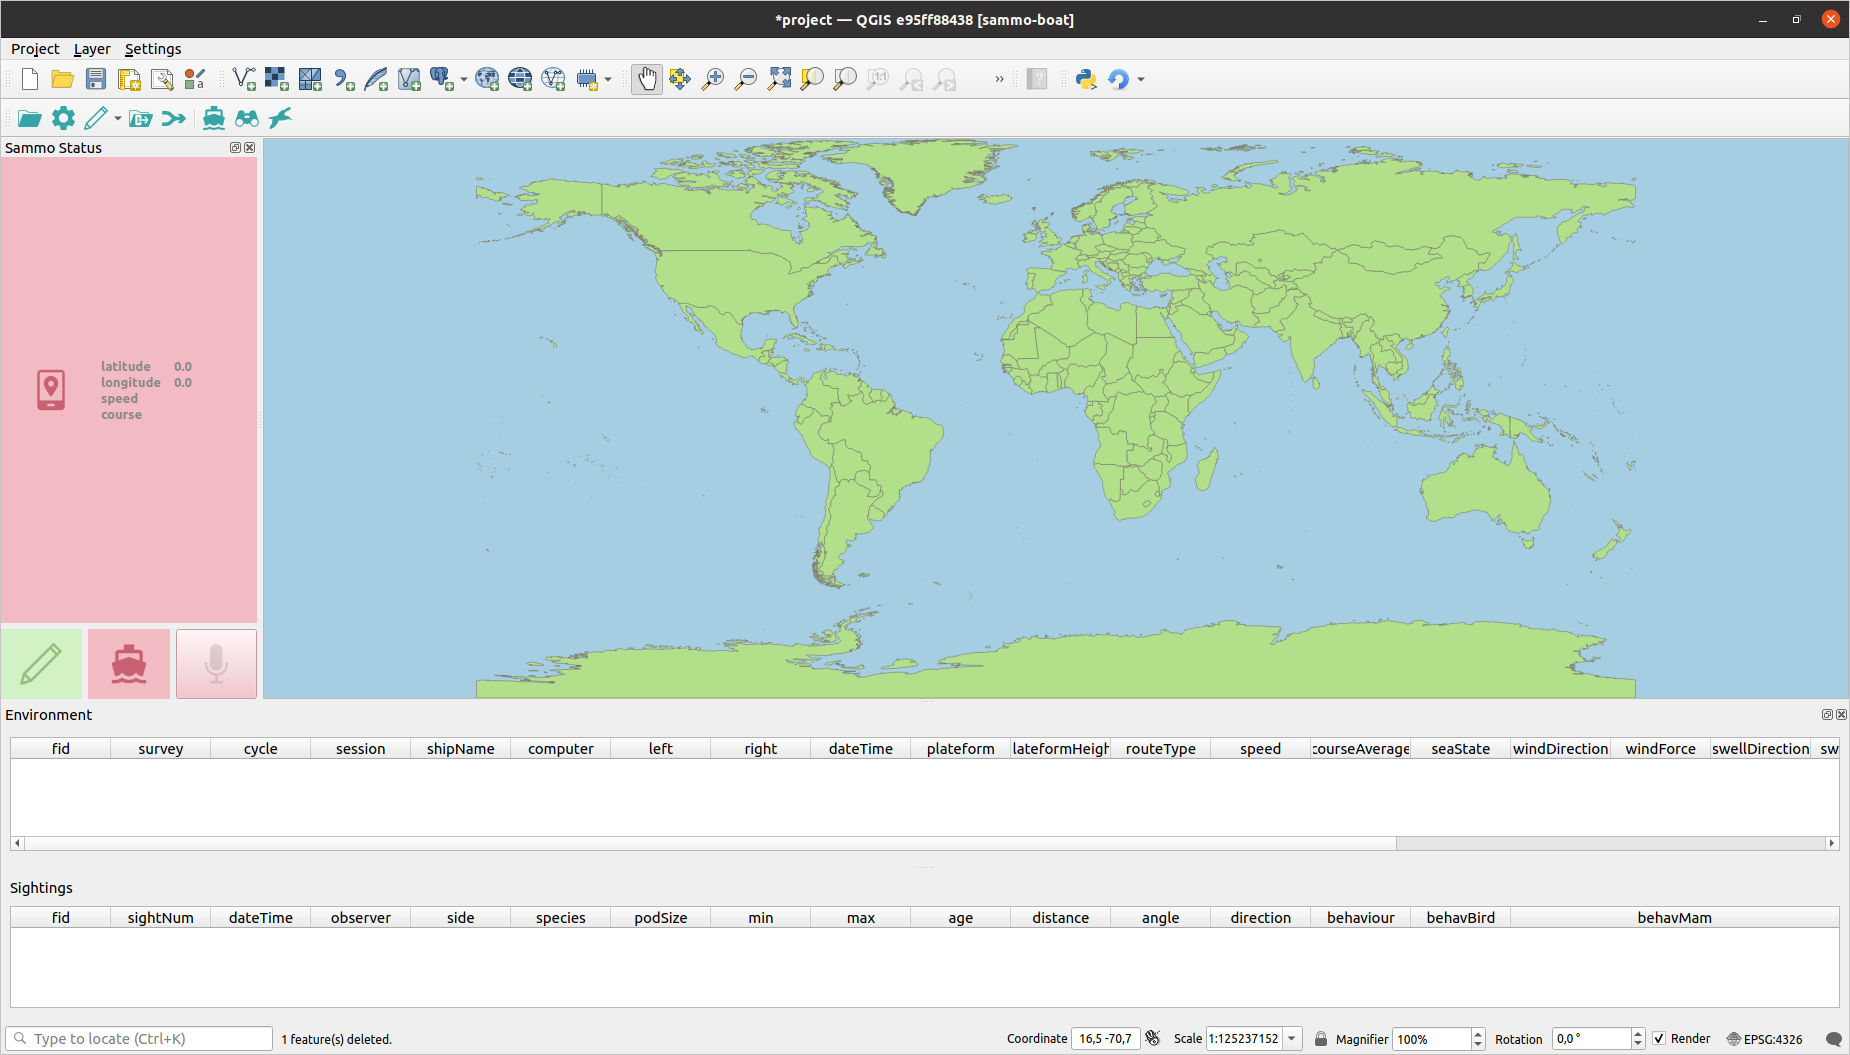 *project — QGIS e95ff88438 [sammo-boat]
Project Layer Settings
Sammo Status
latitude 0.0
longitude 0.0
speed
course
Environment
fid survey cycle session shipName computer left right dateTime plateform lateformHeigh routeType speed courseAverage seaState windDirection windForce swellDirection sw
Sightings
fid sightNum dateTime observer side species podSize min max age distance angle direction behaviour behavBird behavMam
Type to locate (Ctrl+K) 1 feature(s) deleted. Coordinate 16,5 -70,7 Scale 1:125237152 Magnifier 100% Rotation 0,0 ° Render EPSG:4326